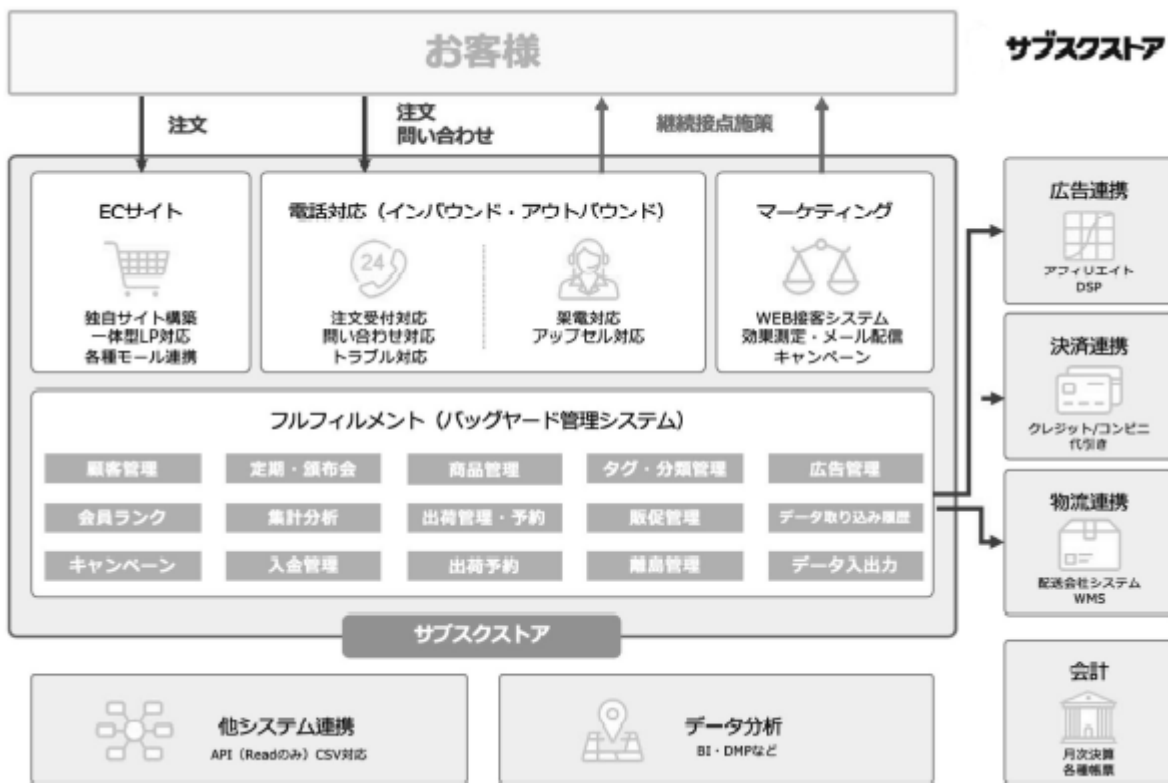 お客様
サブスクストア
注文
注文
問い合わせ
継続接点施策
ECサイト
独自サイト構築
一体型LP対応
各種モール連携
電話対応（インバウンド・アウトバウンド）
24
注文受付対応
問い合わせ対応
トラブル対応
架電対応
アップセル対応
マーケティング
WEB接客システム
効果測定・メール配信
キャンペーン
フルフィルメント（バッグヤード管理システム）
顧客管理
定期・頒布会
商品管理
タグ・分類管理
広告管理
会員ランク
集計分析
出荷管理・予約
販促管理
データ取り込み履歴
キャンペーン
入金管理
出荷予約
離島管理
データ入出力
サブスクストア
広告連携
アフィリエイト
DSP
決済連携
クレジット/コンビニ
代引き
物流連携
配送会社システム
WMS
会計
月次決算
各種帳票
他システム連携
API（Readのみ）CSV対応
データ分析
BI・DMPなど